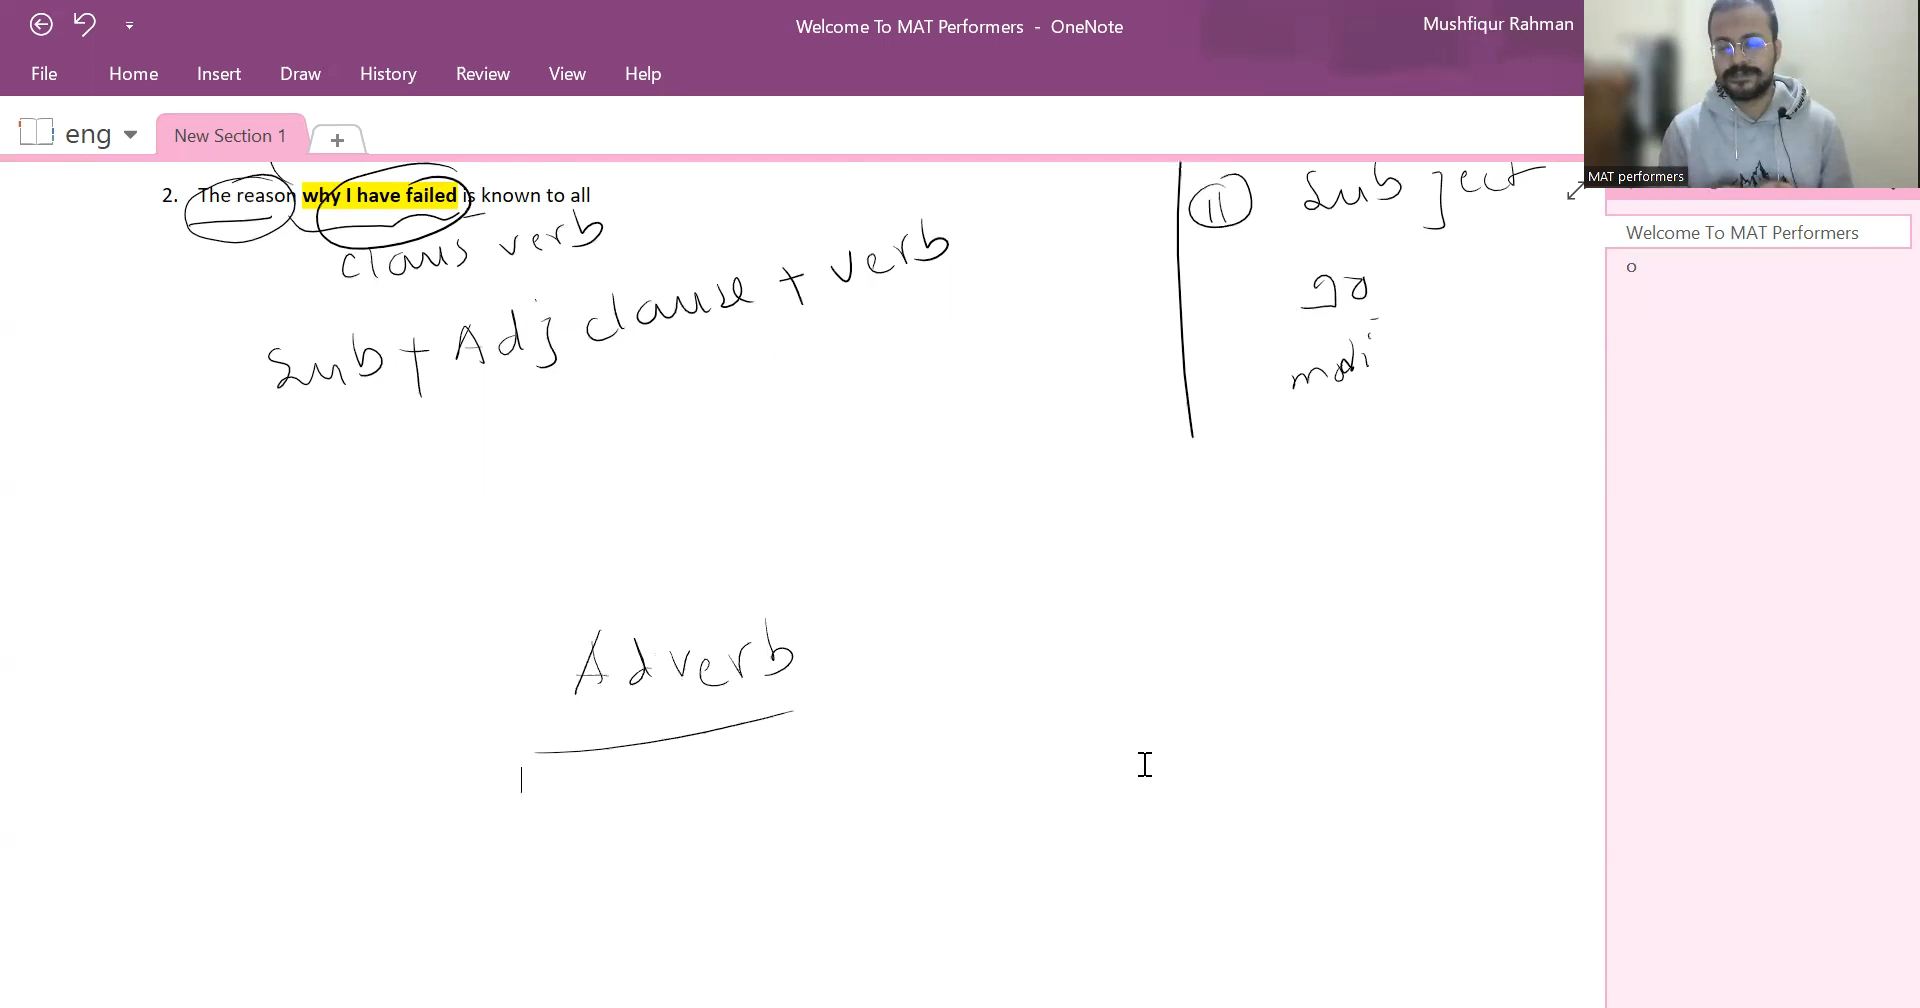 Welcome To MAT Performers - OneNote
Mushfiqur Rahman
File Home Insert Draw History Review View Help
eng New Section 1 +
MAT performers
2. The reason why I have failed is known to all
claus verb
Sub + Adj clause + verb
Adverb
II Subject
Welcome To MAT Performers